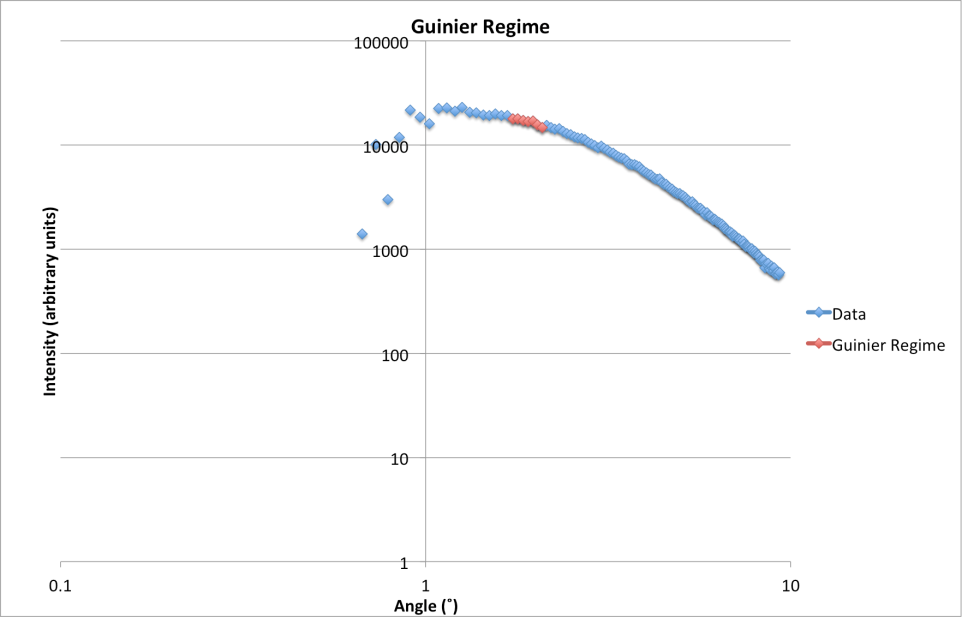 Guinier Regime
100000
10000
1000
100
10
1
0.1
1
10
Intensity (arbitrary units)
Angle (˚)
Data
Guinier Regime